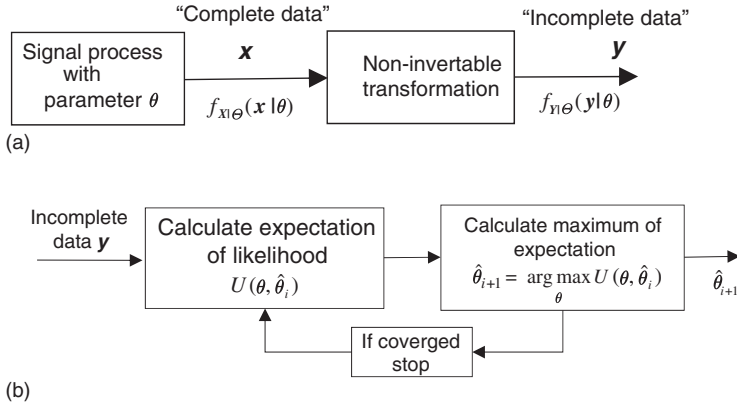 “Complete data”
“Incomplete data”
Signal process
with
parameter θ
x
f_{X|Θ}(x |θ)
Non-invertable
transformation
y
f_{Y|Θ}(y|θ)
(a)
Incomplete
data y
Calculate expectation
of likelihood
U(θ, θ̂_i)
Calculate maximum of
expectation
θ̂_{i+1} = arg max U(θ, θ̂_i)
θ
θ̂_{i+1}
If coverged
stop
(b)